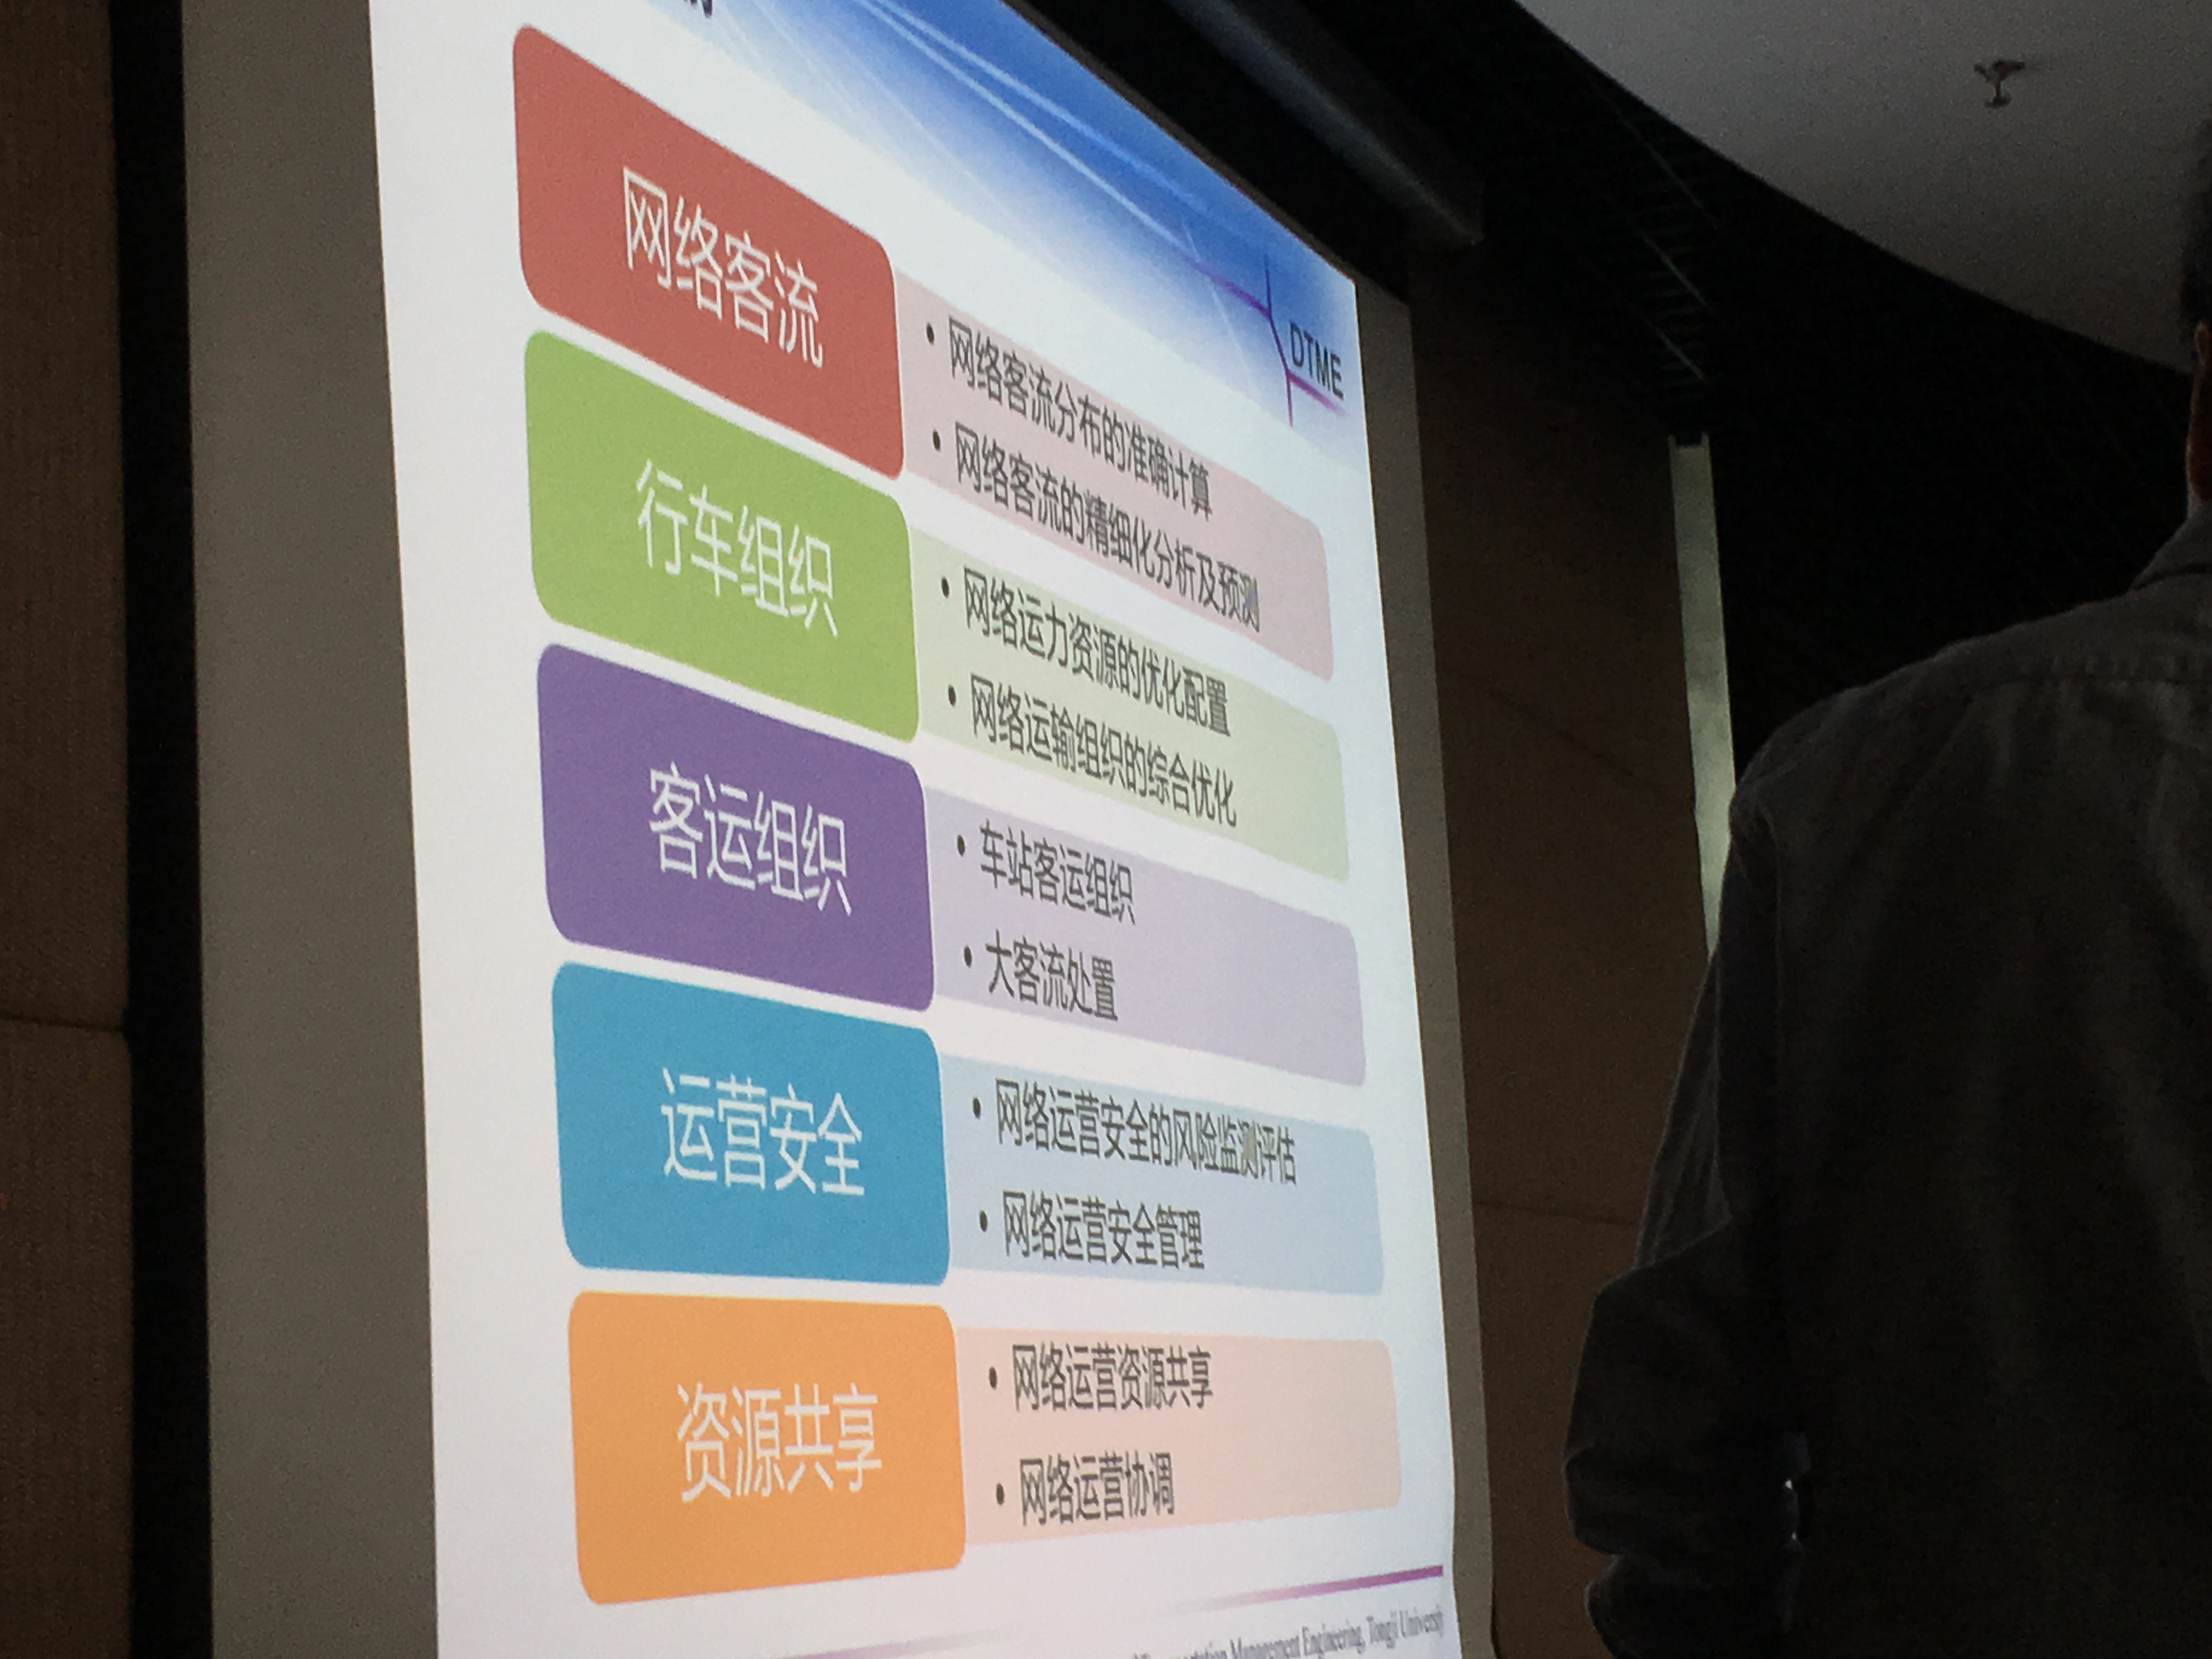 DTME
网络客流
• 网络客流分布的准确计算
• 网络客流的精细化分析及预测
行车组织
• 网络运力资源的优化配置
• 网络运输组织的综合优化
客运组织
• 车站客运组织
• 大客流处置
运营安全
• 网络运营安全的风险监测评估
• 网络运营安全管理
资源共享
• 网络运营资源共享
• 网络运营协调
Management Engineering, Tongji University